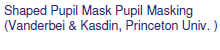 Shaped Pupil Mask Pupil Masking
(Vanderbei & Kasdin, Princeton Univ. )